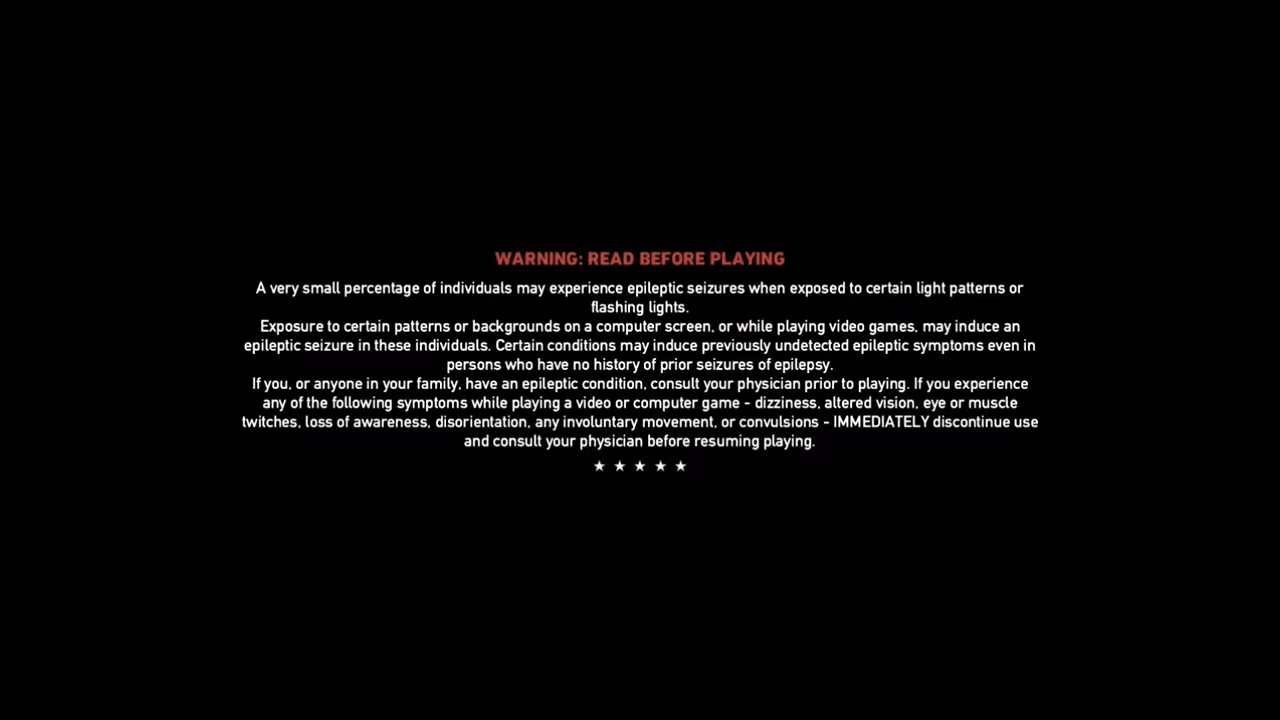 WARNING: READ BEFORE PLAYING
A very small percentage of individuals may experience epileptic seizures when exposed to certain light patterns or
flashing lights.
Exposure to certain patterns or backgrounds on a computer screen, or while playing video games, may induce an
epileptic seizure in these individuals. Certain conditions may induce previously undetected epileptic symptoms even in
persons who have no history of prior seizures of epilepsy.
If you, or anyone in your family, have an epileptic condition, consult your physician prior to playing. If you experience
any of the following symptoms while playing a video or computer game - dizziness, altered vision, eye or muscle
twitches, loss of awareness, disorientation, any involuntary movement, or convulsions - IMMEDIATELY discontinue use
and consult your physician before resuming playing.
★ ★ ★ ★ ★